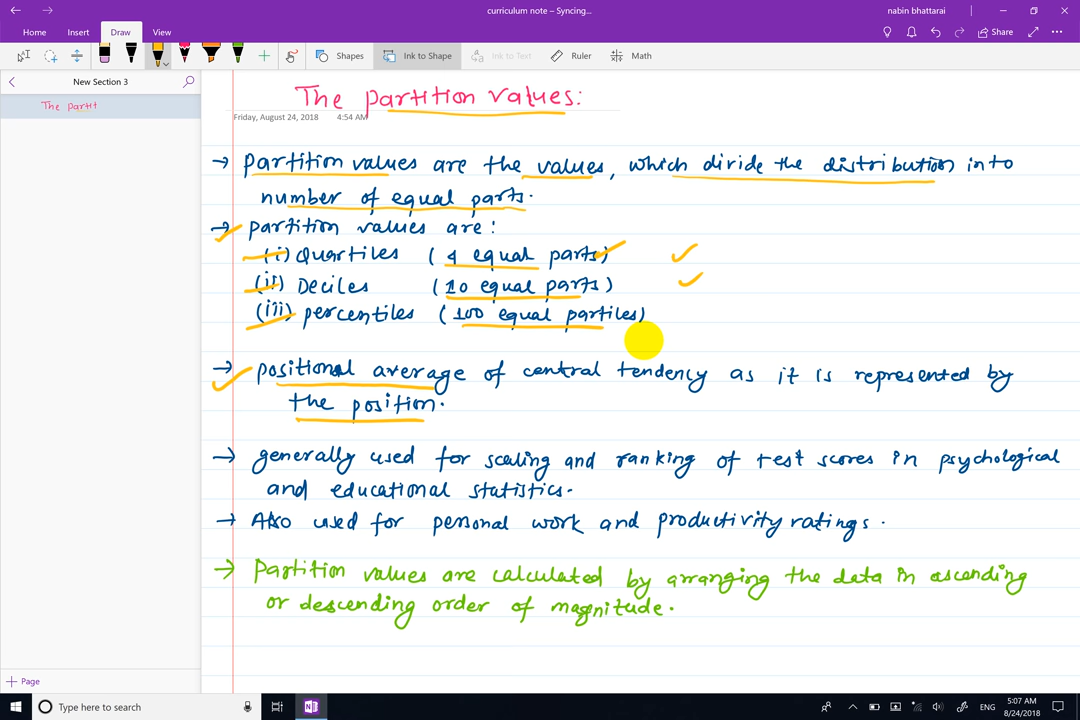 curriculum note – Syncing...
nabin bhattarai
Home Insert Draw View
Share
Shapes Ink to Shape Ink to Text Ruler Math
New Section 3
The partit
The partition values:
Friday, August 24, 2018 4:54 AM
→ partition values are the values, which divide the distribution into
number of equal parts.
→ partition values are:
(i) Quartiles (4 equal parts)
(ii) Deciles (10 equal parts)
(iii) percentiles (100 equal partiles)
→ positional average of central tendency as it is represented by
the position.
→ generally used for scaling and ranking of test scores in psychological
and educational statistics.
→ Also used for personal work and productivity ratings.
→ Partition values are calculated by arranging the data in ascending
or descending order of magnitude.
+ Page
Type here to search
ENG
5:07 AM
8/24/2018